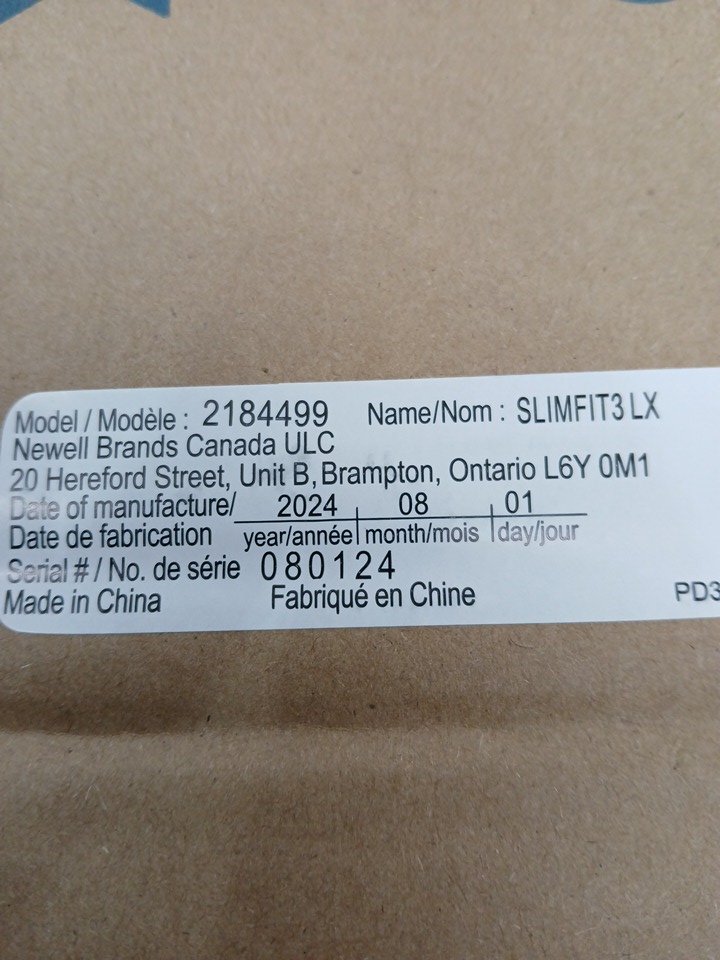 Model / Modèle : 2184499 Name/Nom : SLIMFIT3 LX
Newell Brands Canada ULC
20 Hereford Street, Unit B, Brampton, Ontario L6Y 0M1
Date of manufacture/ 2024 08 01
Date de fabrication year/année month/mois day/jour
Serial # / No. de série 080124
Made in China Fabriqué en Chine PD3